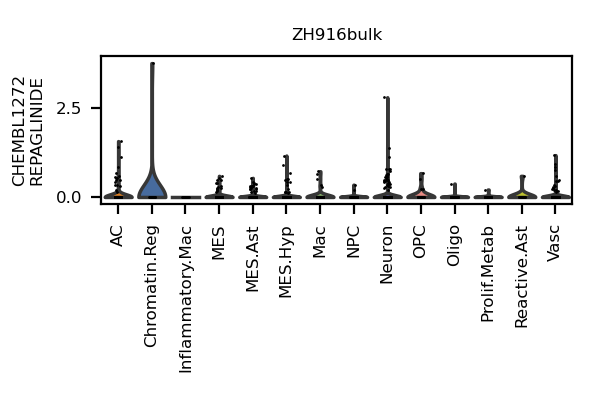 ZH916bulk
CHEMBL1272
REPAGLINIDE
2.5
0.0
AC
Chromatin.Reg
Inflammatory.Mac
MES
MES.Ast
MES.Hyp
Mac
NPC
Neuron
OPC
Oligo
Prolif.Metab
Reactive.Ast
Vasc